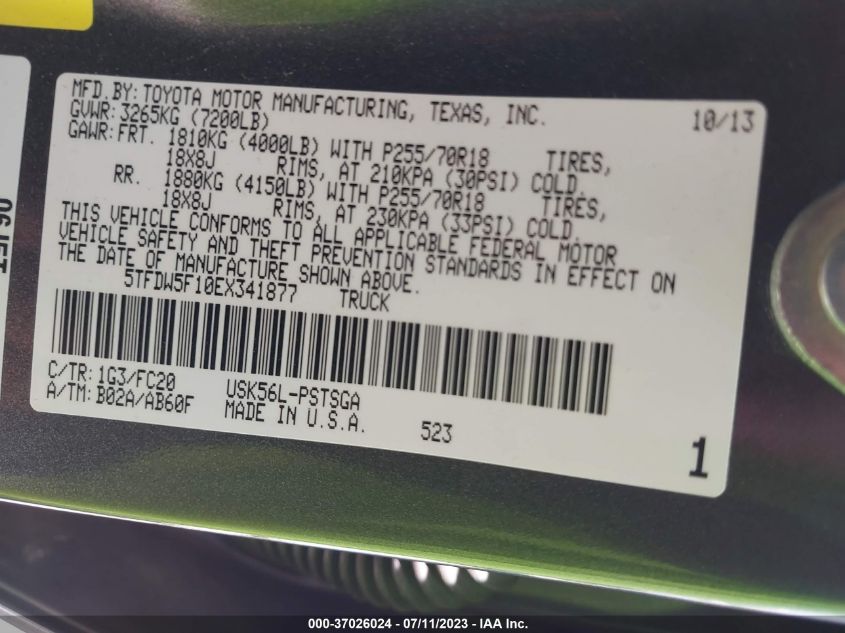 MFD.BY:TOYOTA MOTOR MANUFACTURING, TEXAS, INC. 10/13
GVWR:3265KG (7200LB)
GAWR:FRT. 1810KG (4000LB) WITH P255/70R18 TIRES,
18X8J RIMS, AT 210KPA (30PSI) COLD,
RR. 1880KG (4150LB) WITH P255/70R18 TIRES,
18X8J RIMS, AT 230KPA (33PSI) COLD
THIS VEHICLE CONFORMS TO ALL APPLICABLE FEDERAL MOTOR
VEHICLE SAFETY AND THEFT PREVENTION STANDARDS IN EFFECT ON
THE DATE OF MANUFACTURE SHOWN ABOVE.
5TFDW5F10EX341877 TRUCK
C/TR:1G3/FC20 USK56L-PSTSGA
A/TM:B02A/AB60F MADE IN U.S.A. 523
1
000-37026024 - 07/11/2023 - IAA Inc.